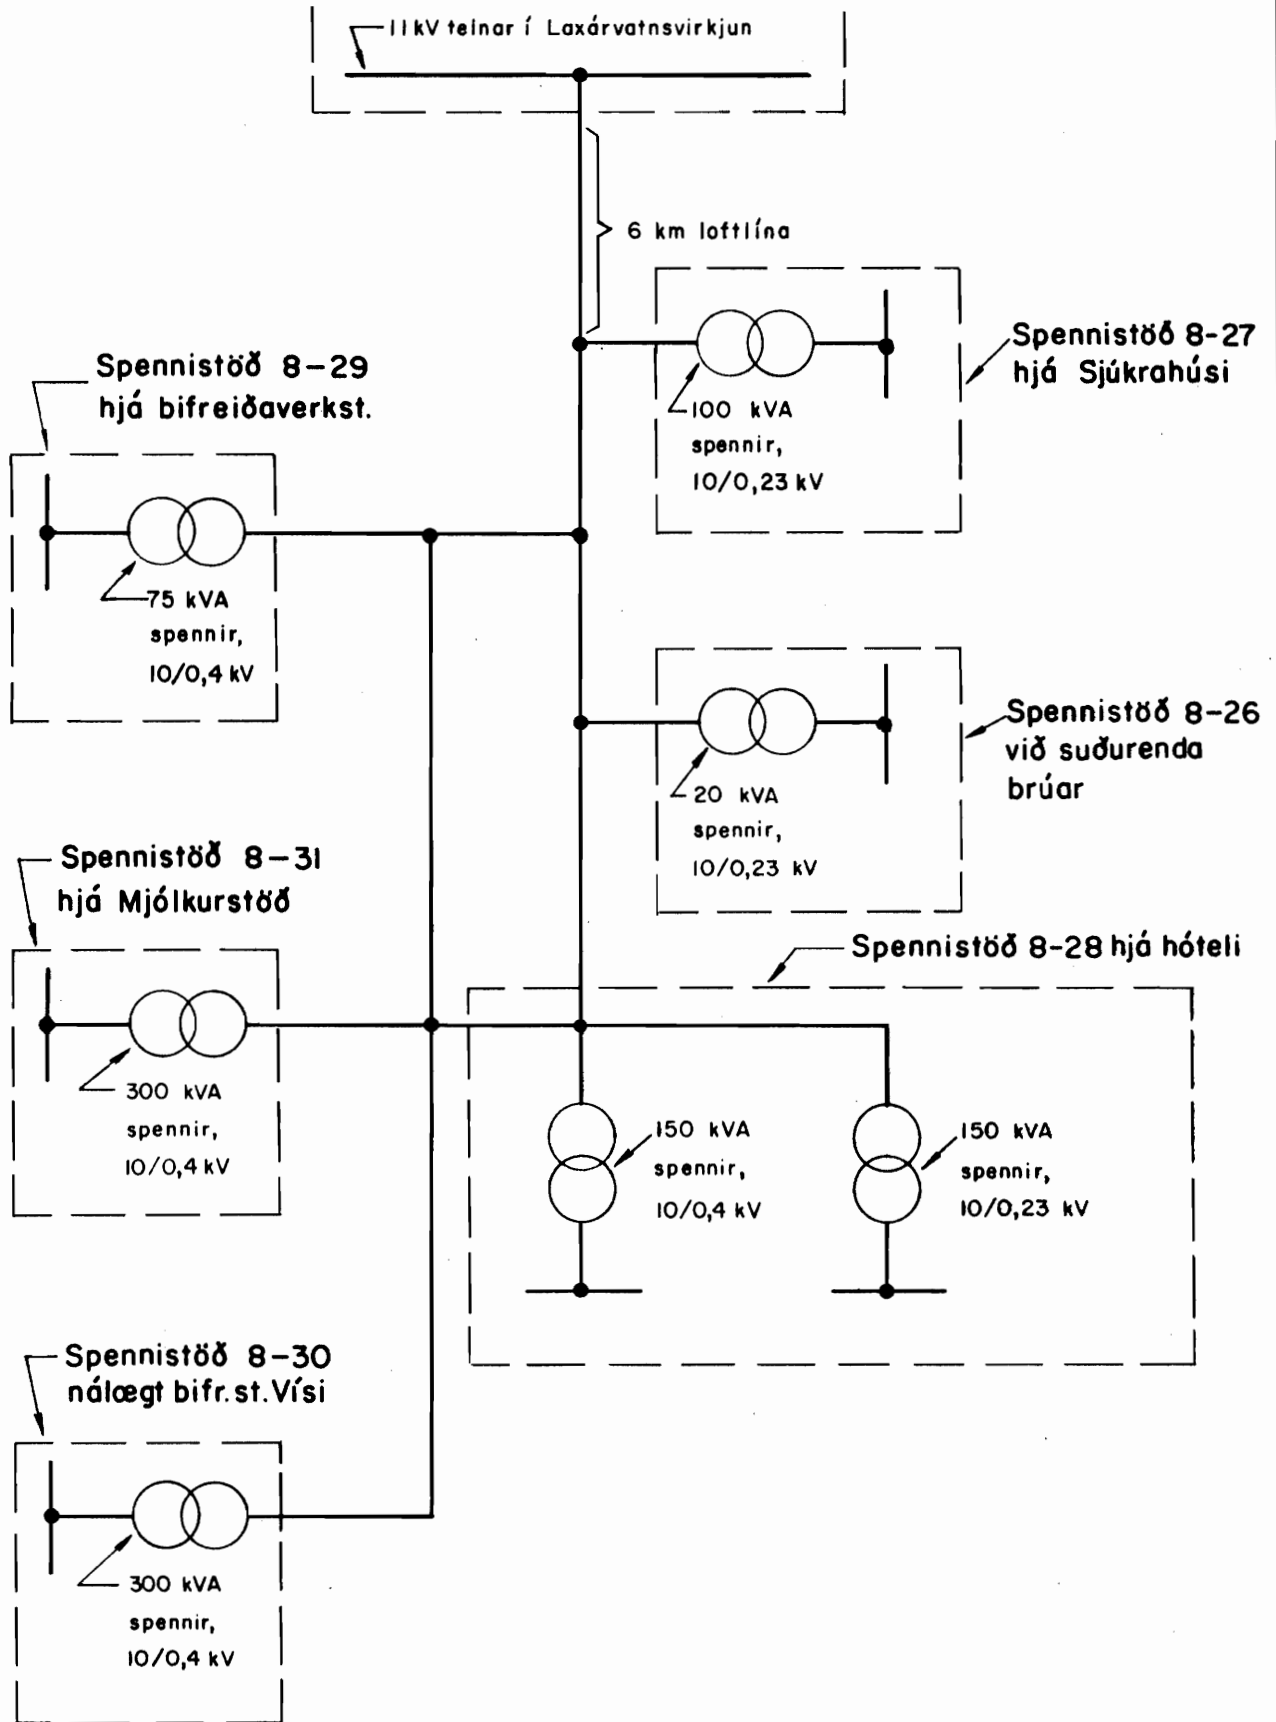 11 kV teinar í Laxárvatnsvirkjun
6 km loftlína
Spennistöð 8-27
hjá Sjúkrahúsi
100 kVA
spennir,
10/0,23 kV
Spennistöð 8-29
hjá bifreiðaverkst.
75 kVA
spennir,
10/0,4 kV
Spennistöð 8-26
við suðurenda
brúar
20 kVA
spennir,
10/0,23 kV
Spennistöð 8-31
hjá Mjólkurstöð
300 kVA
spennir,
10/0,4 kV
Spennistöð 8-28 hjá hóteli
150 kVA
spennir,
10/0,4 kV
150 kVA
spennir,
10/0,23 kV
Spennistöð 8-30
nálægt bifr. st. Vísi
300 kVA
spennir,
10/0,4 kV